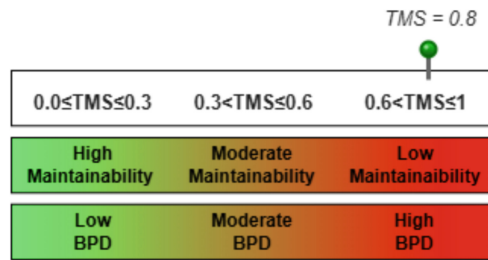 TMS = 0.8
0.0≤TMS≤0.3 0.3<TMS≤0.6 0.6<TMS≤1
High Moderate Low
Maintainability Maintainability Maintainaibility
Low Moderate High
BPD BPD BPD